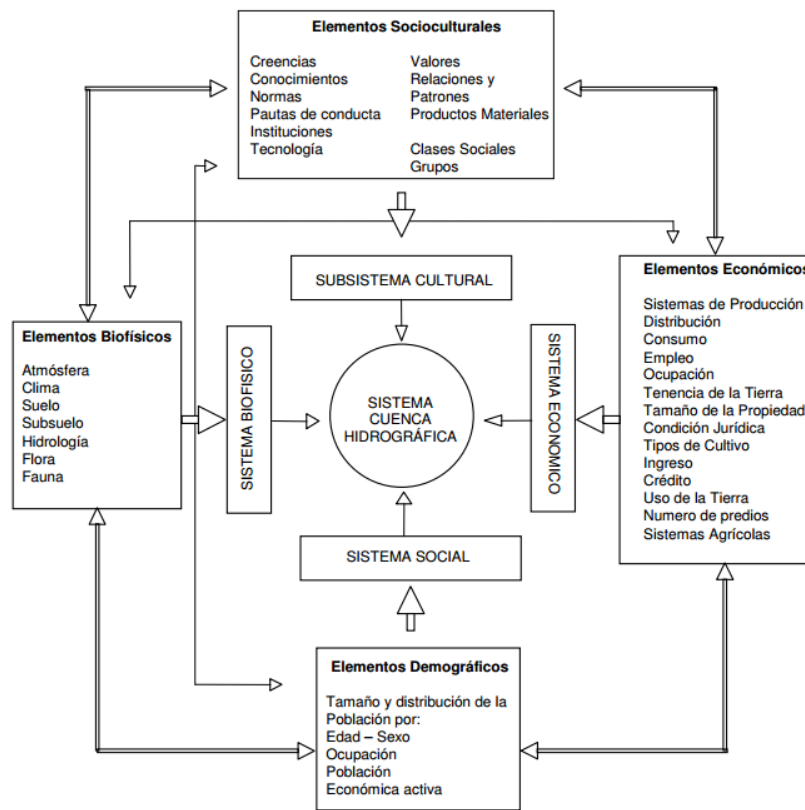 Elementos Socioculturales
Creencias
Conocimientos
Normas
Pautas de conducta
Instituciones
Tecnología
Valores
Relaciones y
Patrones
Productos Materiales
Clases Sociales
Grupos
SUBSISTEMA CULTURAL
Elementos Biofísicos
Atmósfera
Clima
Suelo
Subsuelo
Hidrología
Flora
Fauna
SISTEMA BIOFISICO
SISTEMA
CUENCA
HIDROGRÁFICA
SISTEMA ECONOMICO
Elementos Económicos
Sistemas de Producción
Distribución
Consumo
Empleo
Ocupación
Tenencia de la Tierra
Tamaño de la Propiedad
Condición Jurídica
Tipos de Cultivo
Ingreso
Crédito
Uso de la Tierra
Numero de predios
Sistemas Agrícolas
SISTEMA SOCIAL
Elementos Demográficos
Tamaño y distribución de la
Población por:
Edad – Sexo
Ocupación
Población
Económica activa